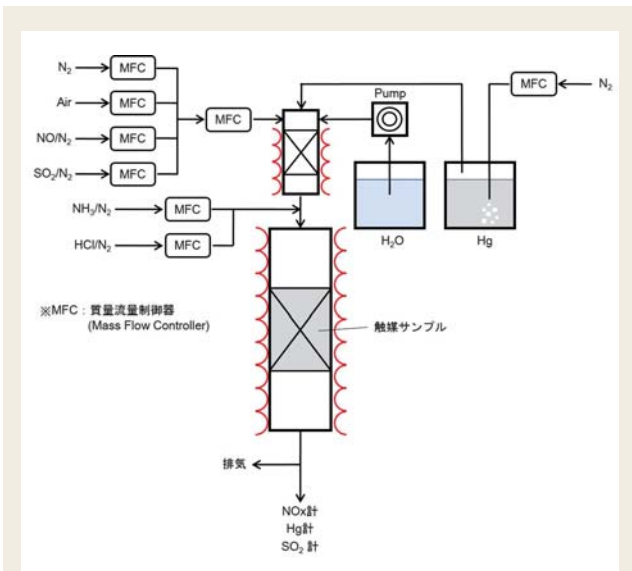 N₂
MFC
Air
MFC
NO/N₂
MFC
SO₂/N₂
MFC
MFC
Pump
MFC
N₂
H₂O
Hg
NH₃/N₂
MFC
HCl/N₂
MFC
※MFC：質量流量制御器
(Mass Flow Controller)
触媒サンプル
排気
NOx計
Hg計
SO₂ 計